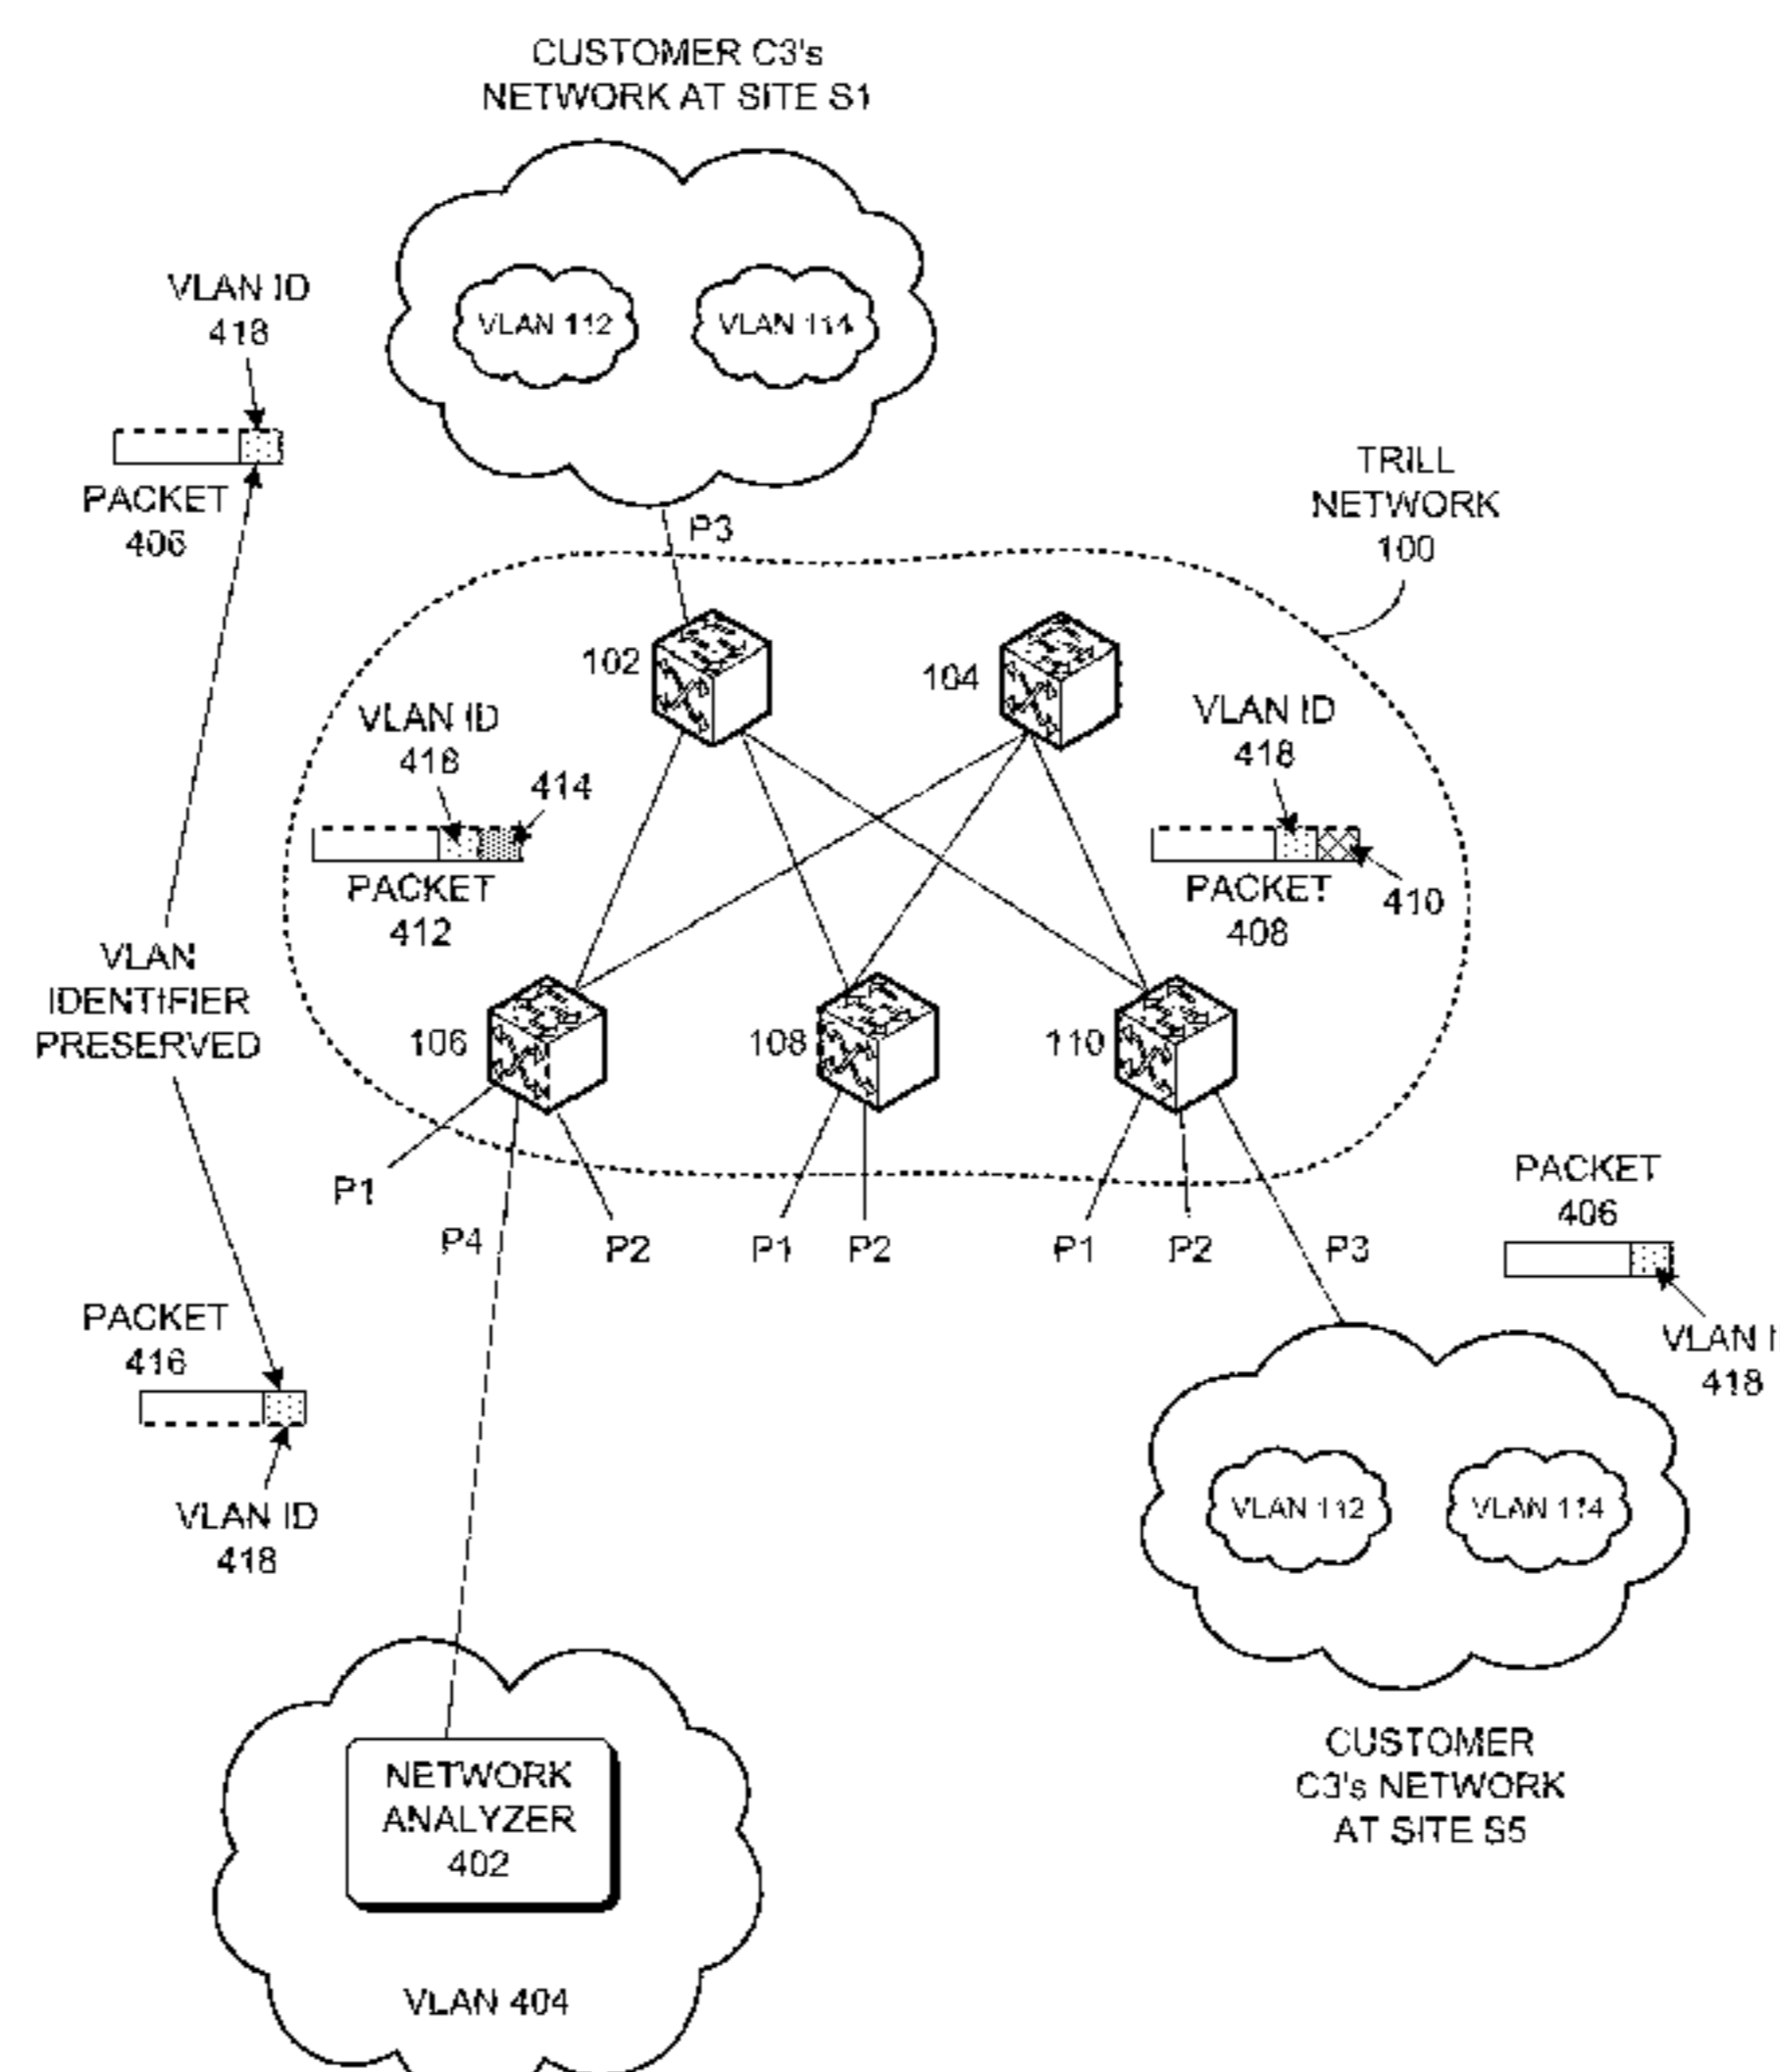 CUSTOMER C3's
NETWORK AT SITE S1
VLAN ID
418
VLAN 112
VLAN 114
PACKET
406
TRILL
NETWORK
100
P3
102
104
VLAN ID
418
414
PACKET
412
VLAN ID
418
PACKET
408
410
VLAN
IDENTIFIER
PRESERVED
106
108
110
P1
P4
P2
P1
P2
P1
P2
P3
PACKET
406
VLAN I
418
PACKET
416
VLAN ID
418
VLAN 112
VLAN 114
CUSTOMER
C3's NETWORK
AT SITE S5
NETWORK
ANALYZER
402
VLAN 404